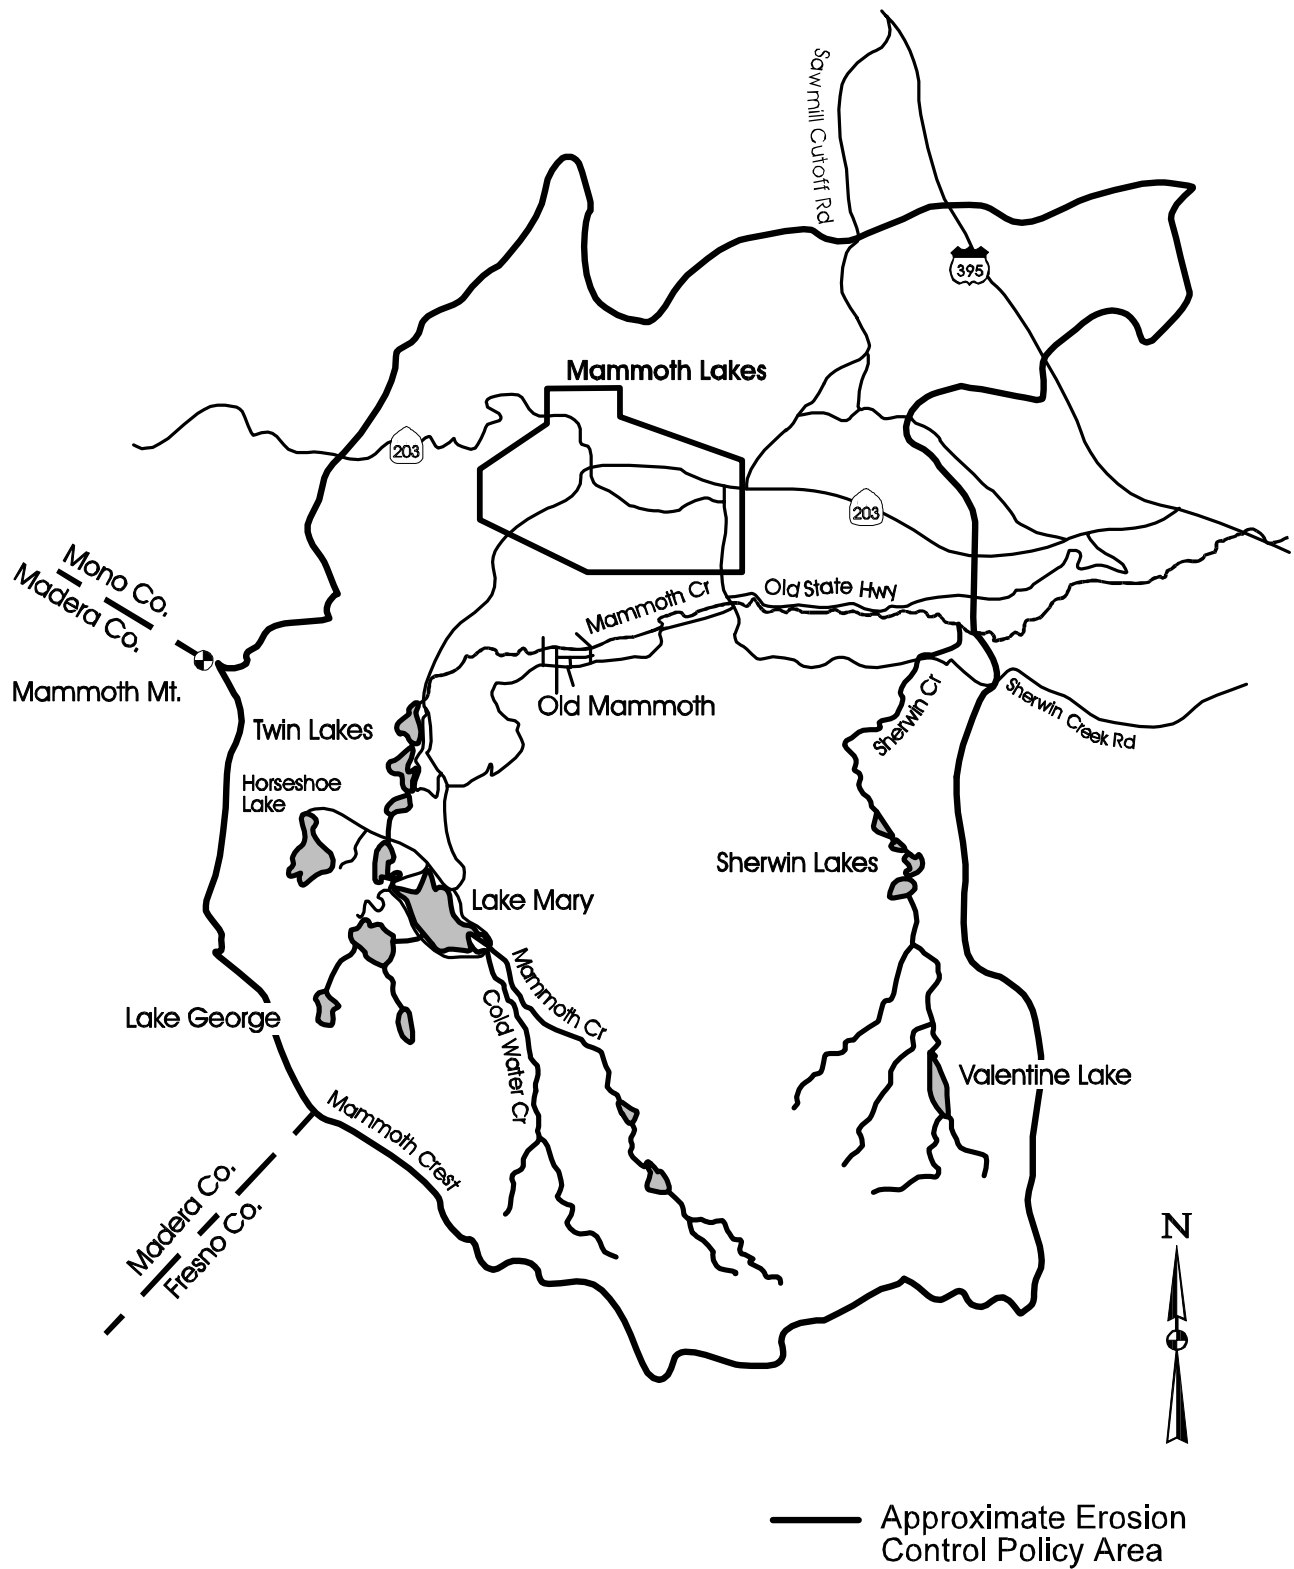 Sawmill Cutoff Rd
395
Mammoth Lakes
203
203
Mono Co.
Madera Co.
Mammoth Mt.
Mammoth Cr
Old State Hwy
Old Mammoth
Twin Lakes
Sherwin Cr
Sherwin Creek Rd
Horseshoe
Lake
Sherwin Lakes
Lake Mary
Mammoth Cr
Cold Water Cr
Lake George
Valentine Lake
Mammoth Crest
Madera Co.
Fresno Co.
N
Approximate Erosion
Control Policy Area